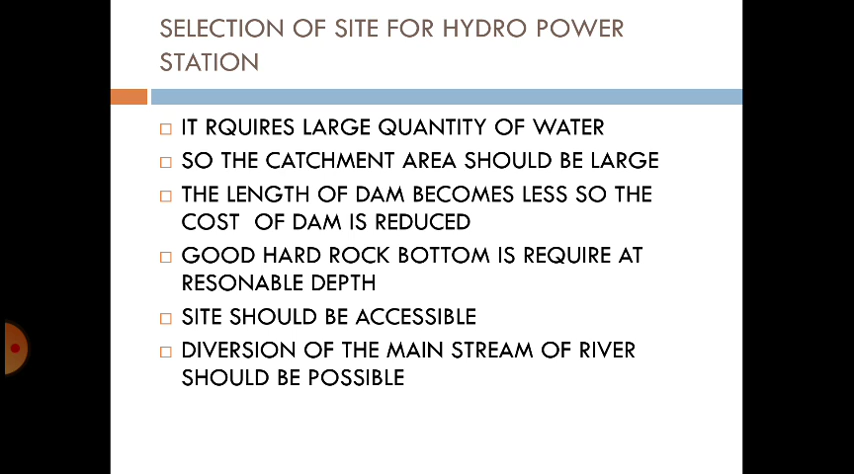 SELECTION OF SITE FOR HYDRO POWER
STATION
IT RQUIRES LARGE QUANTITY OF WATER
SO THE CATCHMENT AREA SHOULD BE LARGE
THE LENGTH OF DAM BECOMES LESS SO THE
COST OF DAM IS REDUCED
GOOD HARD ROCK BOTTOM IS REQUIRE AT
RESONABLE DEPTH
SITE SHOULD BE ACCESSIBLE
DIVERSION OF THE MAIN STREAM OF RIVER
SHOULD BE POSSIBLE